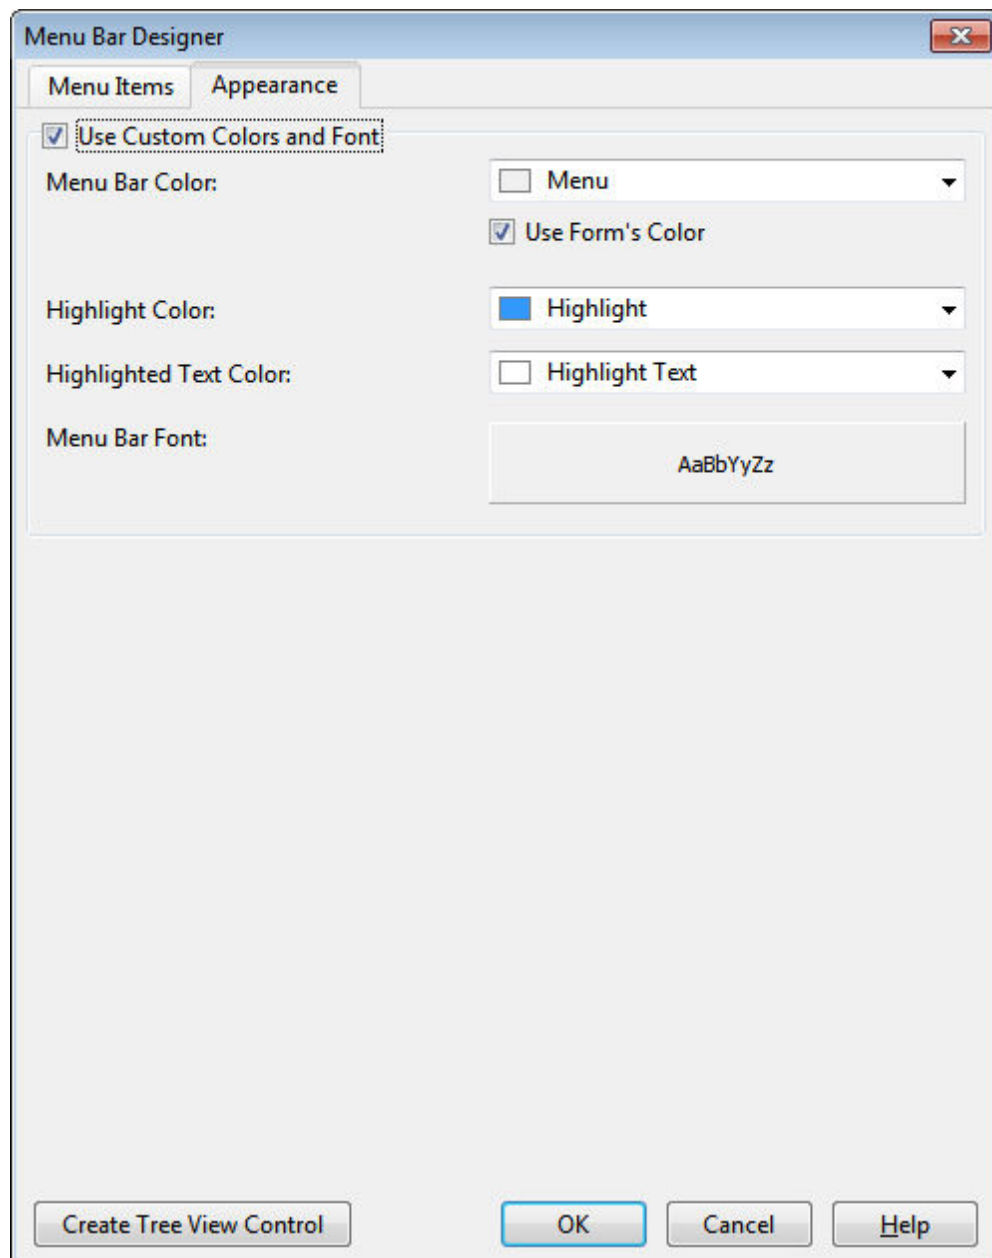 Menu Bar Designer
Menu Items Appearance
Use Custom Colors and Font
Menu Bar Color: Menu
Use Form's Color
Highlight Color: Highlight
Highlighted Text Color: Highlight Text
Menu Bar Font: AaBbYyZz
Create Tree View Control OK Cancel Help